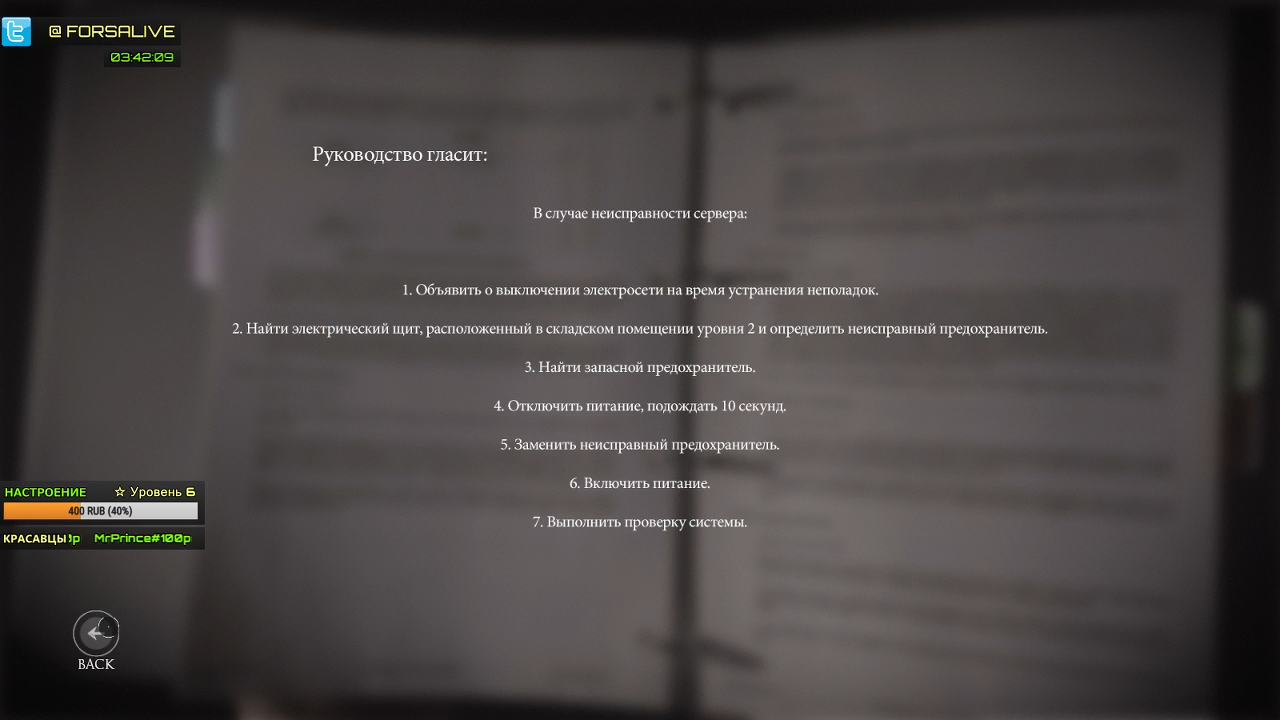 @ FORSALIVE
03:42:09
Руководство гласит:
В случае неисправности сервера:
1. Объявить о выключении электросети на время устранения неполадок.
2. Найти электрический щит, расположенный в складском помещении уровня 2 и определить неисправный предохранитель.
3. Найти запасной предохранитель.
4. Отключить питание, подождать 10 секунд.
5. Заменить неисправный предохранитель.
6. Включить питание.
7. Выполнить проверку системы.
НАСТРОЕНИЕ ☆ Уровень 6
400 RUB (40%)
КРАСАВЦЫ MrPrince#100p
BACK